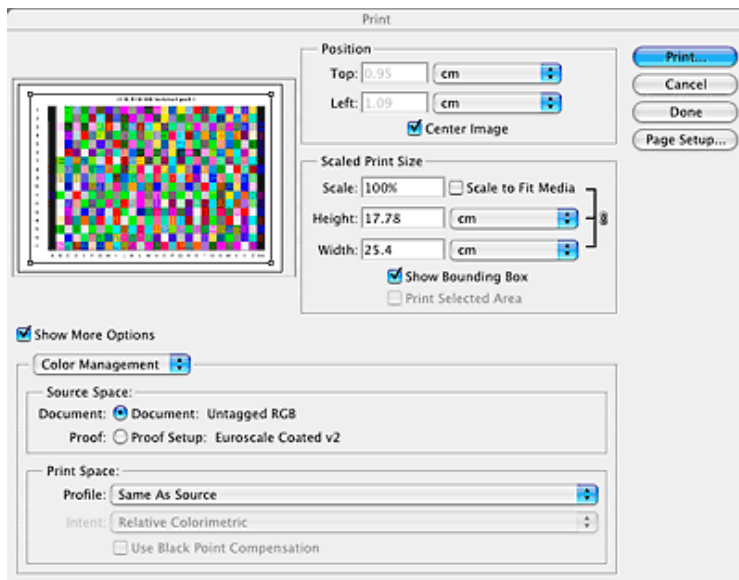 Print
Position
Top: 0.95 cm
Left: 1.09 cm
Center Image
Print...
Cancel
Done
Page Setup...
Scaled Print Size
Scale: 100% Scale to Fit Media
Height: 17.78 cm
Width: 25.4 cm
Show Bounding Box
Print Selected Area
Show More Options
Color Management
Source Space:
Document: Document: Untagged RGB
Proof: Proof Setup: Euroscale Coated v2
Print Space:
Profile: Same As Source
Intent: Relative Colorimetric
Use Black Point Compensation